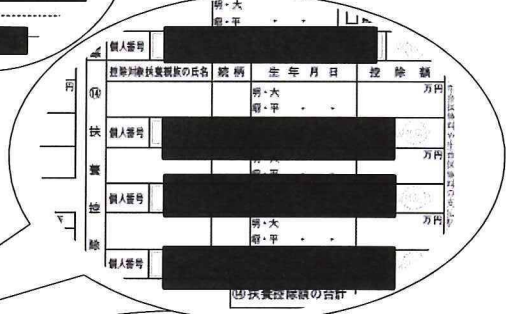 明・大
昭・平 ・ ・
個人番号
控除対象扶養親族の氏名 続柄 生年月日 控除額
⑭ 扶養控除
明・大 万円
昭・平 ・ ・
個人番号
万円
個人番号
明・大 万円
昭・平 ・ ・
個人番号
⑭扶養控除額の合計
円